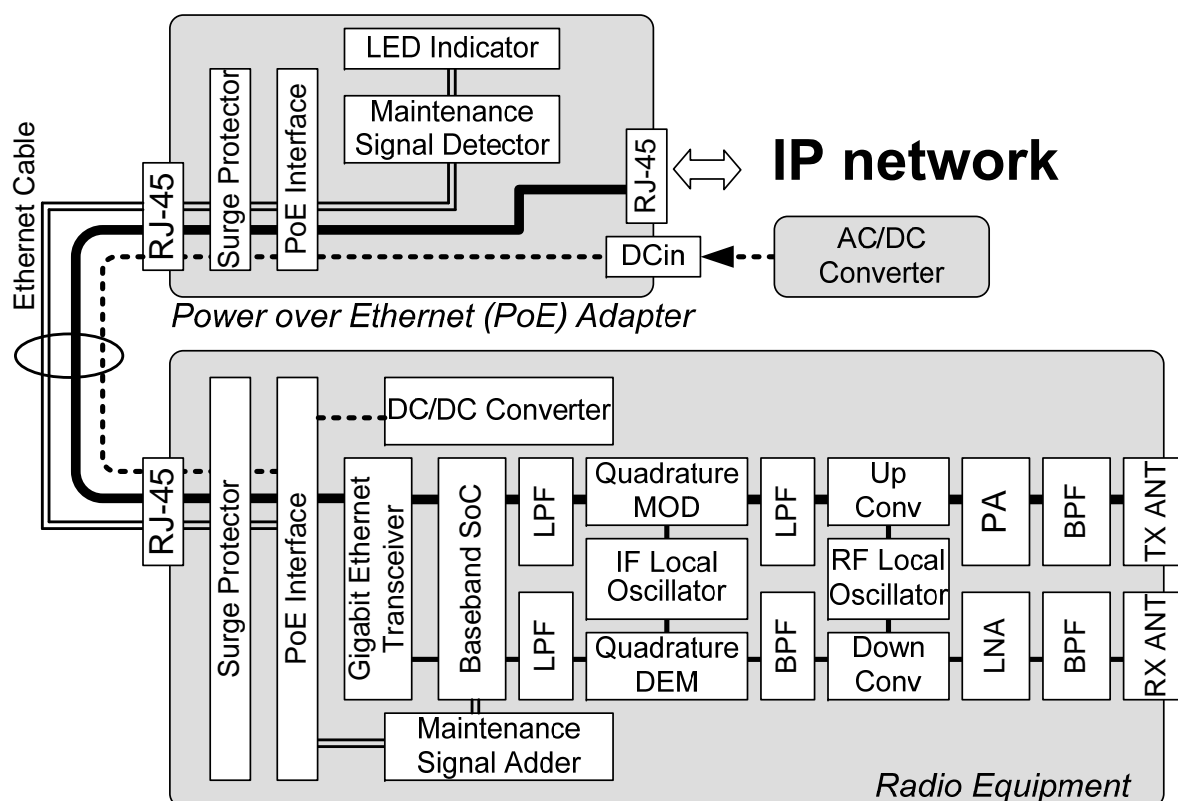 LED Indicator
Maintenance
Signal Detector
Surge Protector
PoE Interface
RJ-45
RJ-45
IP network
DCin
AC/DC
Converter
Ethernet Cable
Power over Ethernet (PoE) Adapter
RJ-45
Surge Protector
PoE Interface
DC/DC Converter
Gigabit Ethernet
Transceiver
Baseband SoC
LPF
Quadrature
MOD
LPF
Up
Conv
PA
BPF
TX ANT
IF Local
Oscillator
RF Local
Oscillator
LPF
Quadrature
DEM
BPF
Down
Conv
LNA
BPF
RX ANT
Maintenance
Signal Adder
Radio Equipment